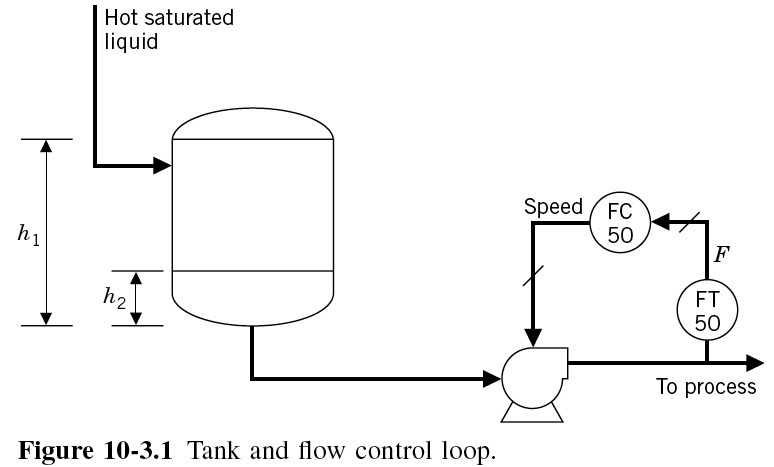 Hot saturated
liquid
h1
h2
Speed
FC
50
F
FT
50
To process
Figure 10-3.1 Tank and flow control loop.